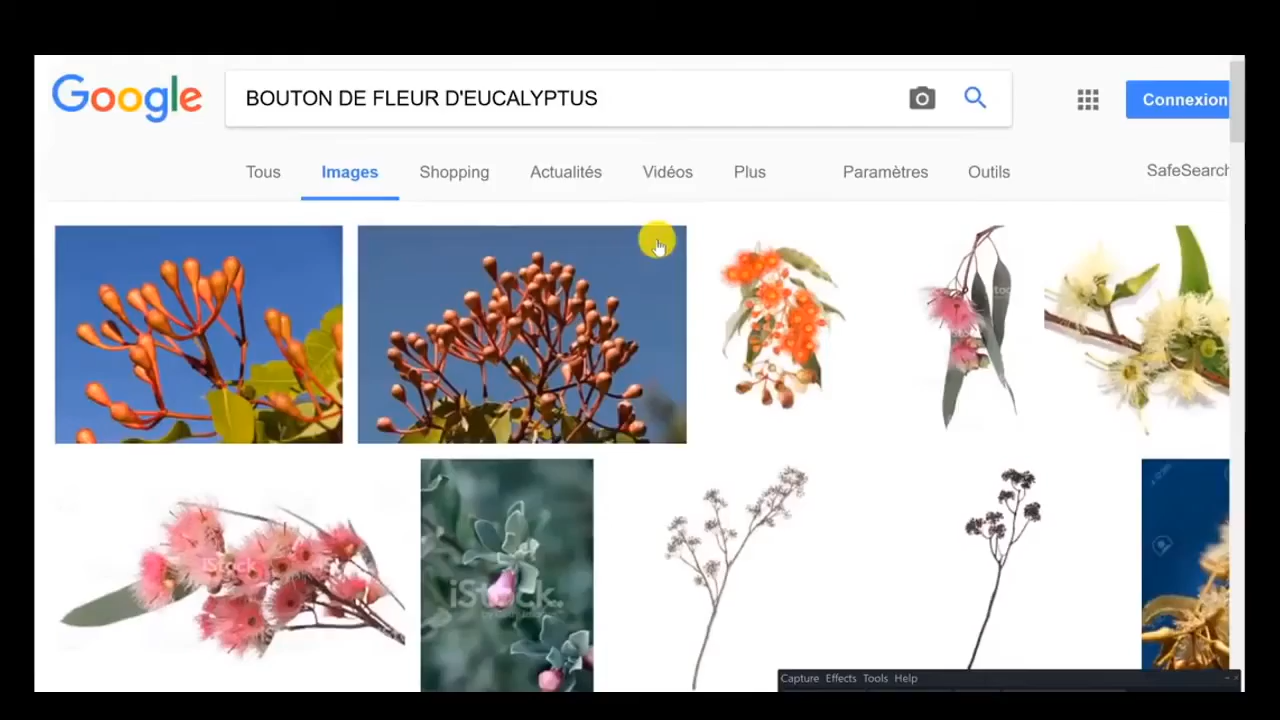 Google
BOUTON DE FLEUR D'EUCALYPTUS
Connexion
Tous Images Shopping Actualités Vidéos Plus Paramètres Outils SafeSearch
iStock
iStock
Capture Effects Tools Help